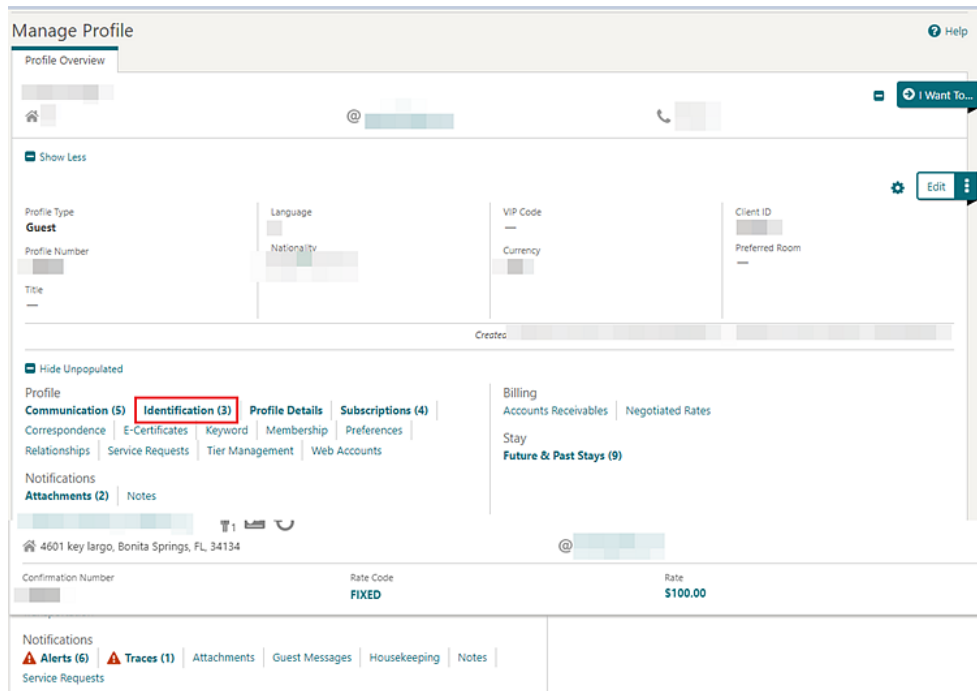 Manage Profile
Help
Profile Overview
I Want To...
@
Show Less
Edit
Profile Type Language VIP Code Client ID
Guest —
Profile Number Nationality Currency Preferred Room
—
Title
—
Created
Hide Unpopulated
Profile
Communication (5) Identification (3) Profile Details Subscriptions (4)
Correspondence E-Certificates Keyword Membership Preferences
Relationships Service Requests Tier Management Web Accounts
Notifications
Attachments (2) Notes
Billing
Accounts Receivables Negotiated Rates
Stay
Future & Past Stays (9)
1
4601 key largo, Bonita Springs, FL, 34134 @
Confirmation Number Rate Code Rate
FIXED $100.00
Notifications
Alerts (6) Traces (1) Attachments Guest Messages Housekeeping Notes
Service Requests